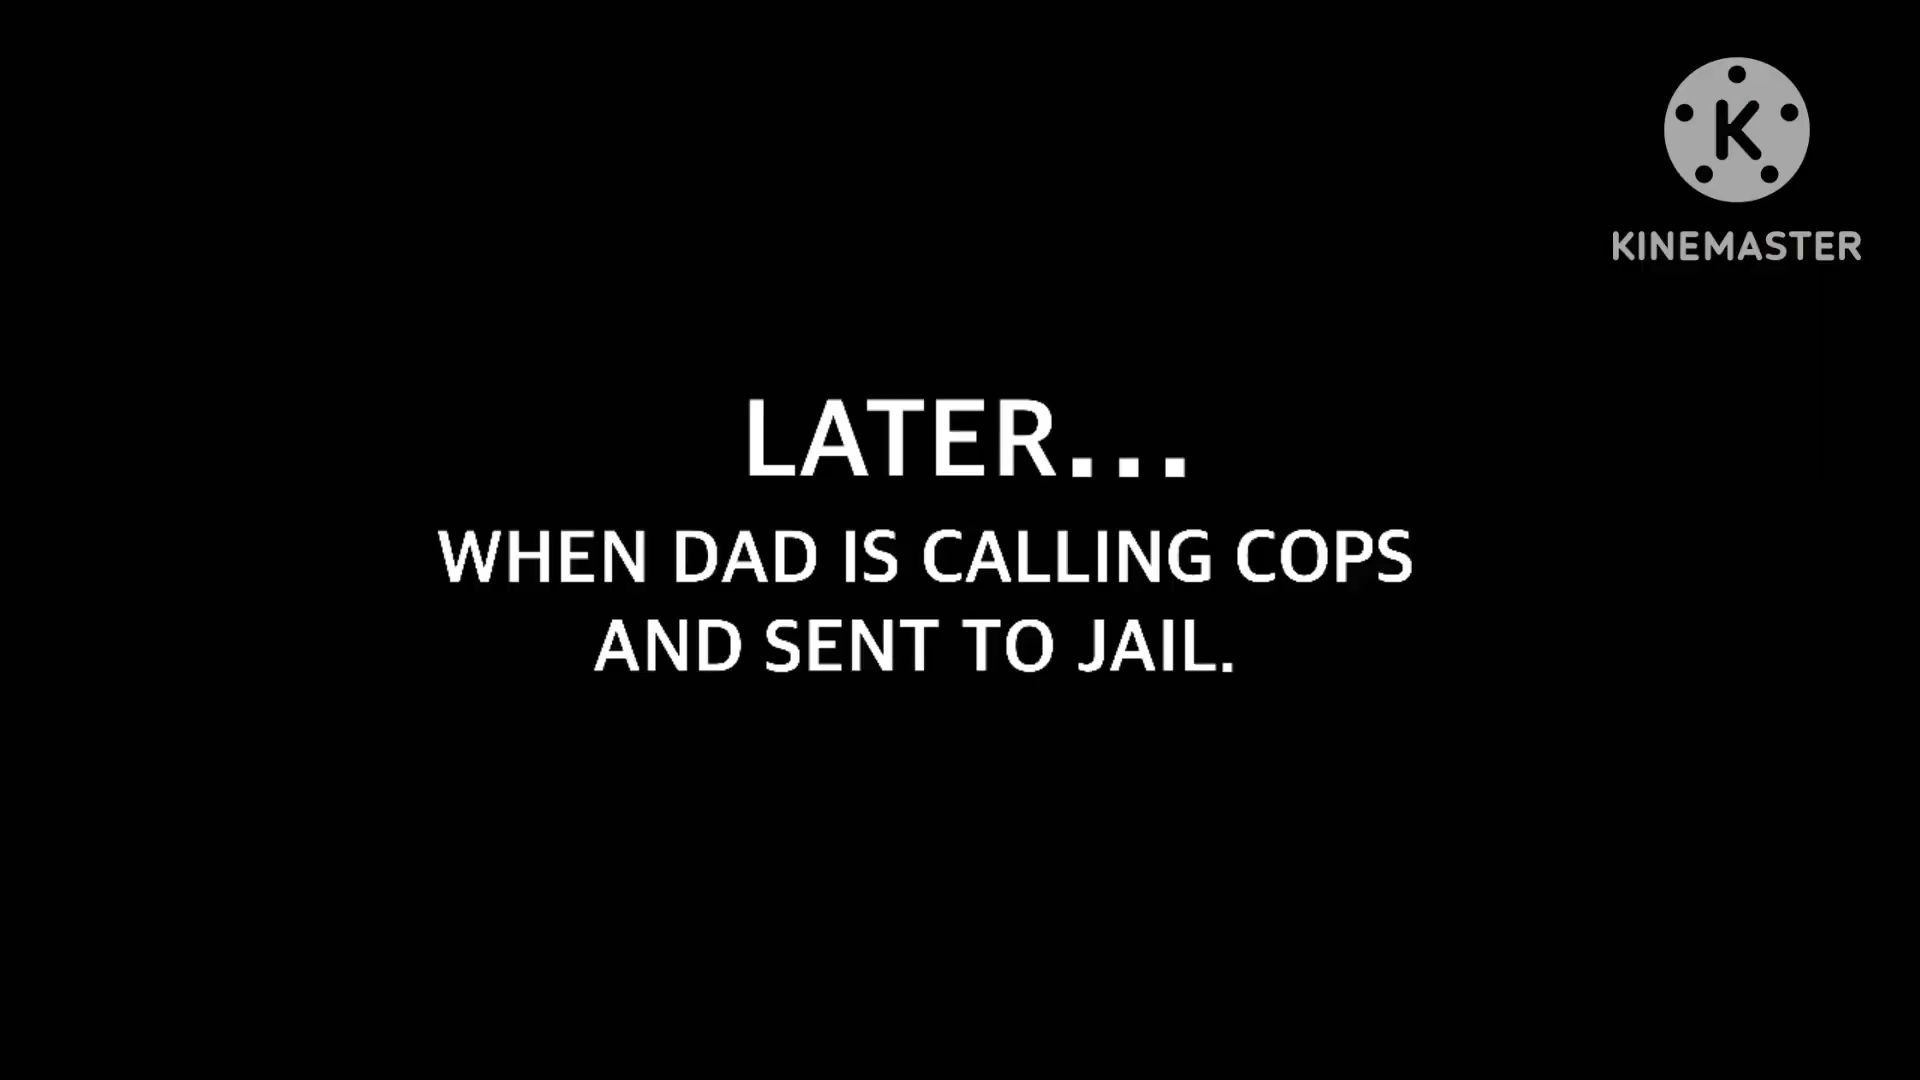 K
KINEMASTER
LATER...
WHEN DAD IS CALLING COPS
AND SENT TO JAIL.